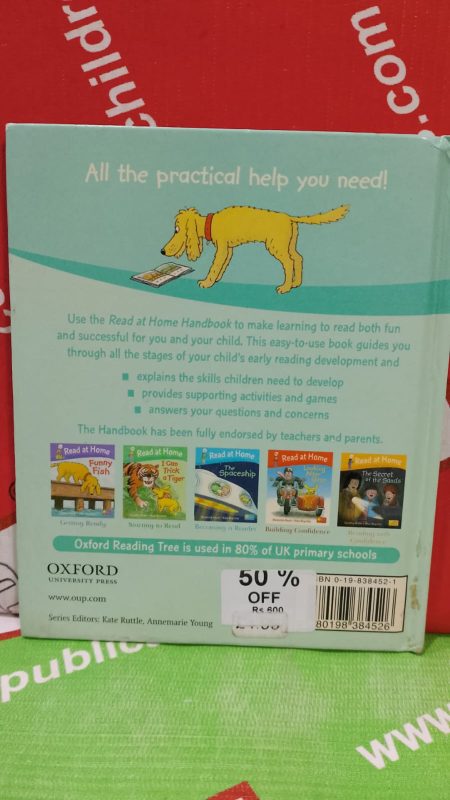 childr
s.com
All the practical help you need!
Use the Read at Home Handbook to make learning to read both fun
and successful for you and your child. This easy-to-use book guides you
through all the stages of your child's early reading development and
explains the skills children need to develop
provides supporting activities and games
answers your questions and concerns
The Handbook has been fully endorsed by teachers and parents.
Read at Home
Funny Fish
Getting Ready
Read at Home
I Can Trick a Tiger
Starting to Read
Read at Home
The Spaceship
Becoming a Reader
Read at Home
Building Confidence
Read at Home
The Secret of the Sands
Reading with Confidence
Oxford Reading Tree is used in 80% of UK primary schools
OXFORD
UNIVERSITY PRESS
www.oup.com
Series Editors: Kate Ruttle, Annemarie Young
50 %
OFF
Rs 600
BN 0-19-838452-1
80198 384526
public
www.